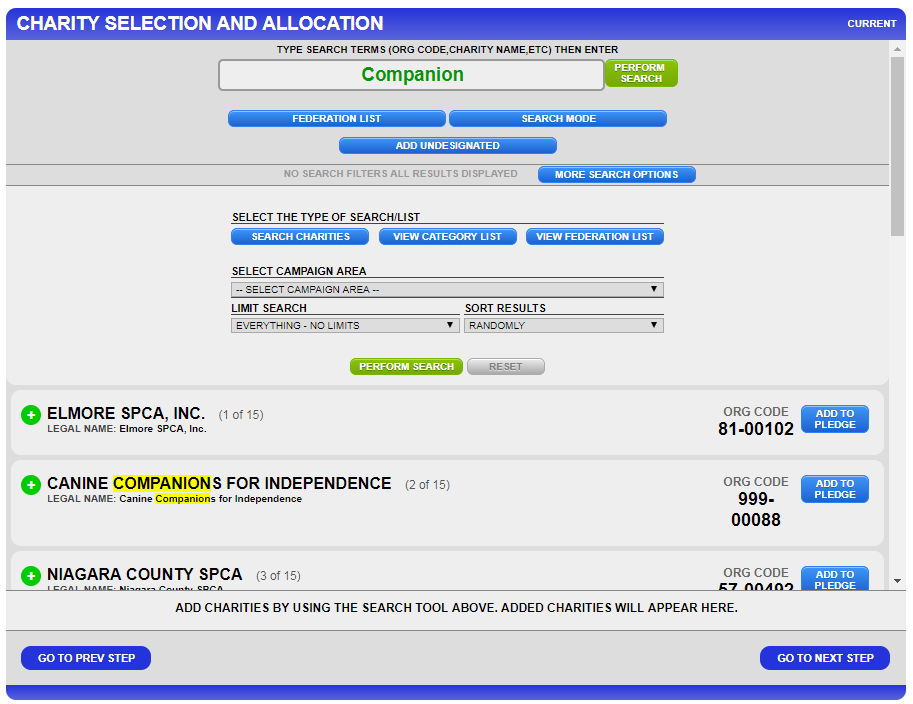 CHARITY SELECTION AND ALLOCATION CURRENT
TYPE SEARCH TERMS (ORG CODE,CHARITY NAME,ETC) THEN ENTER
Companion
PERFORM
SEARCH
FEDERATION LIST SEARCH MODE
ADD UNDESIGNATED
NO SEARCH FILTERS ALL RESULTS DISPLAYED MORE SEARCH OPTIONS
SELECT THE TYPE OF SEARCH/LIST
SEARCH CHARITIES VIEW CATEGORY LIST VIEW FEDERATION LIST
SELECT CAMPAIGN AREA
-- SELECT CAMPAIGN AREA --
LIMIT SEARCH SORT RESULTS
EVERYTHING - NO LIMITS RANDOMLY
PERFORM SEARCH RESET
ELMORE SPCA, INC. (1 of 15)
LEGAL NAME: Elmore SPCA, Inc.
ORG CODE
81-00102
ADD TO
PLEDGE
CANINE COMPANIONS FOR INDEPENDENCE (2 of 15)
LEGAL NAME: Canine Companions for Independence
ORG CODE
999-
00088
ADD TO
PLEDGE
NIAGARA COUNTY SPCA (3 of 15)
LEGAL NAME: Niagara County SPCA
ORG CODE
57-00492
ADD TO
PLEDGE
ADD CHARITIES BY USING THE SEARCH TOOL ABOVE. ADDED CHARITIES WILL APPEAR HERE.
GO TO PREV STEP GO TO NEXT STEP